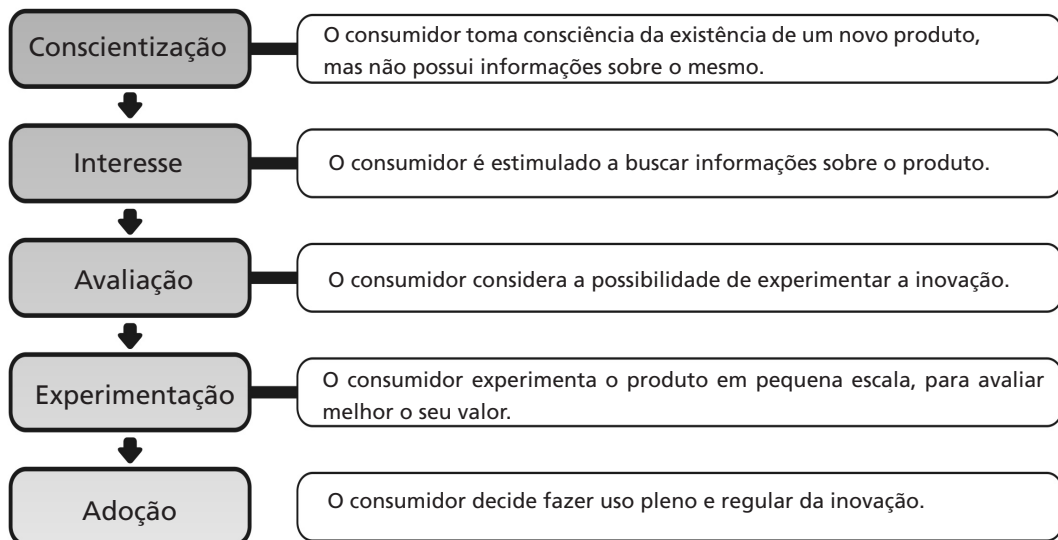 Conscientização
O consumidor toma consciência da existência de um novo produto,
mas não possui informações sobre o mesmo.
Interesse
O consumidor é estimulado a buscar informações sobre o produto.
Avaliação
O consumidor considera a possibilidade de experimentar a inovação.
Experimentação
O consumidor experimenta o produto em pequena escala, para avaliar
melhor o seu valor.
Adoção
O consumidor decide fazer uso pleno e regular da inovação.